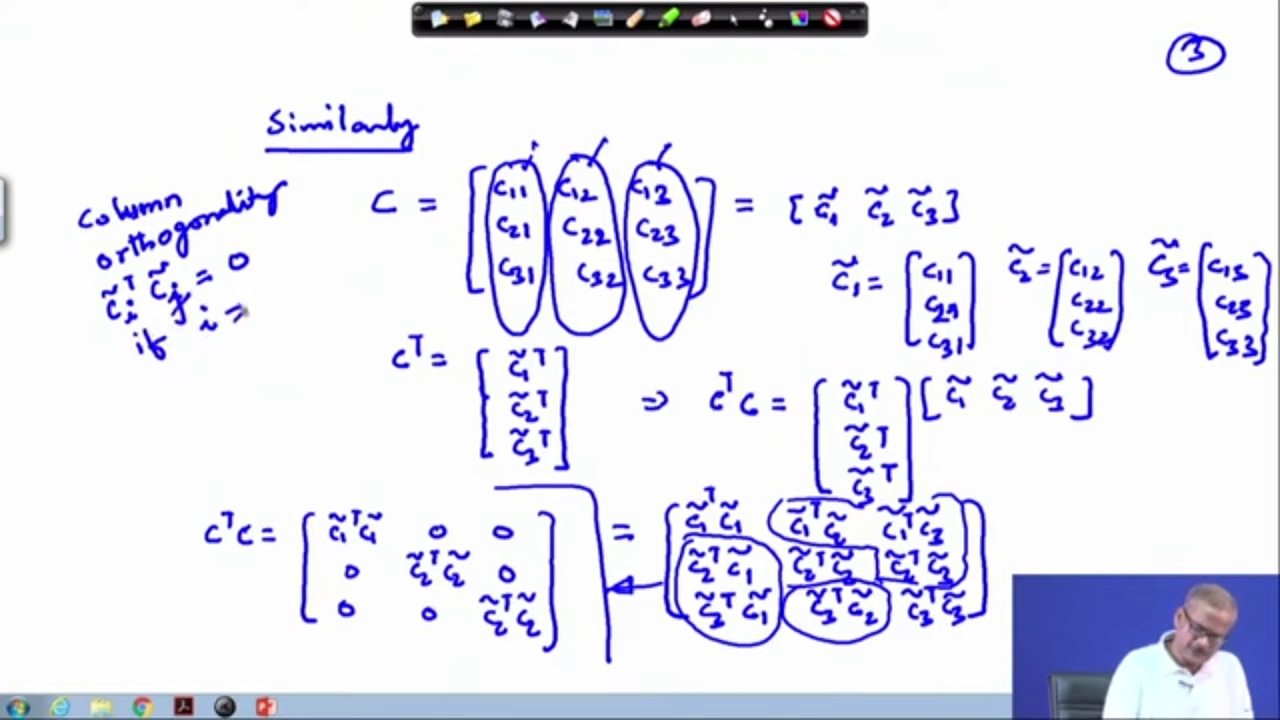 3
Similarly
column
orthogonality
c̃ᵢᵀ c̃ⱼ = 0
if i =
C = [ c11 c12 c13
c21 c22 c23
c31 c32 c33 ] = [ c̃1 c̃2 c̃3 ]
c̃1 = [ c11 c21 c31 ] c̃2 = [ c12 c22 c32 ] c̃3 = [ c13 c23 c33 ]
Cᵀ = [ c̃1ᵀ
c̃2ᵀ
c̃3ᵀ ]
⇒ CᵀC = [ c̃1ᵀ
c̃2ᵀ
c̃3ᵀ ] [ c̃1 c̃2 c̃3 ]
= [ c̃1ᵀc̃1 c̃1ᵀc̃2 c̃1ᵀc̃3
c̃2ᵀc̃1 c̃2ᵀc̃2 c̃2ᵀc̃3
c̃3ᵀc̃1 c̃3ᵀc̃2 c̃3ᵀc̃3 ]
CᵀC = [ c̃1ᵀc̃1 0 0
0 c̃2ᵀc̃2 0
0 0 c̃2ᵀc̃2 ]